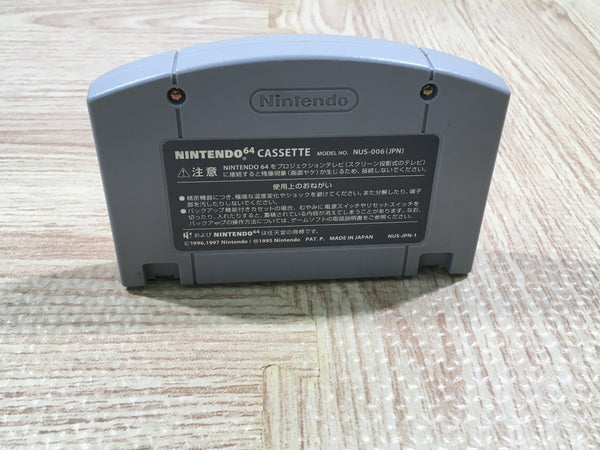 Nintendo
NINTENDO64 CASSETTE MODEL NO. NUS-006(JPN)
⚠注意 NINTENDO 64をプロジェクションテレビ(スクリーン投影式のテレビ)
に接続すると残像現象(画面ヤケ)が生じるため、接続しないでください。
使用上のおねがい
●精密機器につき、極端な温度変化やショックを避けてください。また分解したり、端子
部を汚したりしないでください。
●バックアップ機能付きカセットの場合、むやみに電源スイッチやリセットスイッチを
切ったり、入れたりすると、蓄積されている内容が消えてしまうことがあります。なお、
バックアップの操作方法については、ゲームソフトの取扱説明書をご参照ください。
および NINTENDO64 は任天堂の商標です。
©1996,1997 Nintendo/@1995 Nintendo PAT. P. MADE IN JAPAN NUS-JPN-1